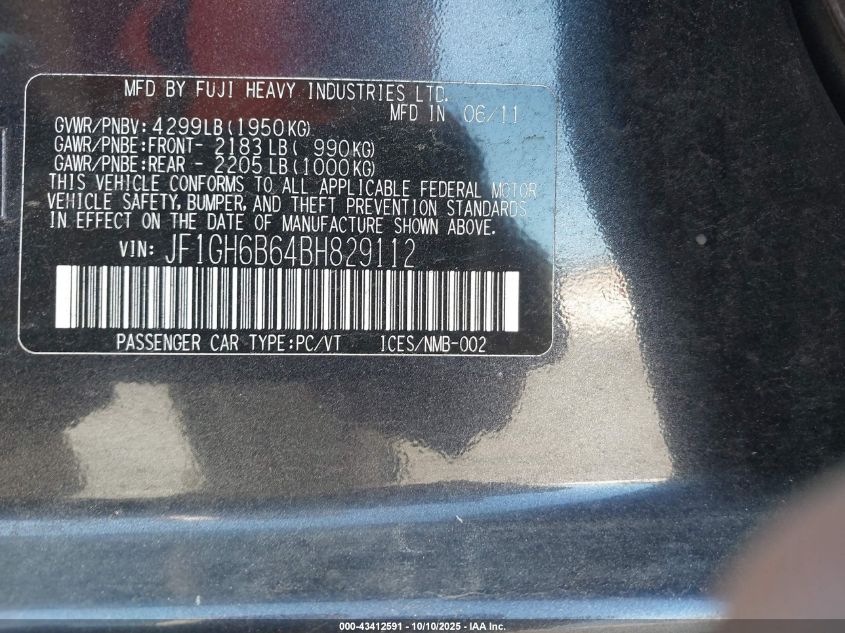 MFD BY FUJI HEAVY INDUSTRIES LTD.
MFD IN 06/11
GVWR/PNBV: 4299LB(1950KG)
GAWR/PNBE:FRONT- 2183LB( 990KG)
GAWR/PNBE:REAR - 2205LB(1000KG)
THIS VEHICLE CONFORMS TO ALL APPLICABLE FEDERAL MOTOR
VEHICLE SAFETY, BUMPER, AND THEFT PREVENTION STANDARDS
IN EFFECT ON THE DATE OF MANUFACTURE SHOWN ABOVE.
VIN: JF1GH6B64BH829112
PASSENGER CAR TYPE:PC/VT ICES/NMB-002
000-43412591 - 10/10/2025 - IAA Inc.